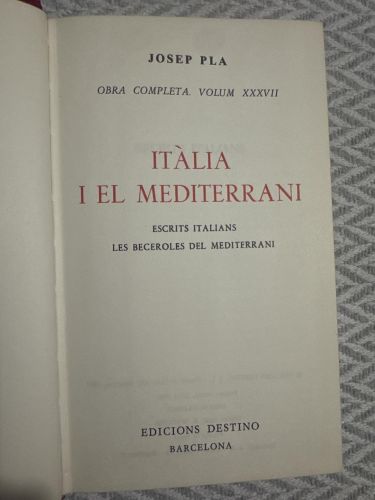 JOSEP PLA
OBRA COMPLETA. VOLUM XXXVII
ITÀLIA
I EL MEDITERRANI
ESCRITS ITALIANS
LES BECEROLES DEL MEDITERRANI
EDICIONS DESTINO
BARCELONA